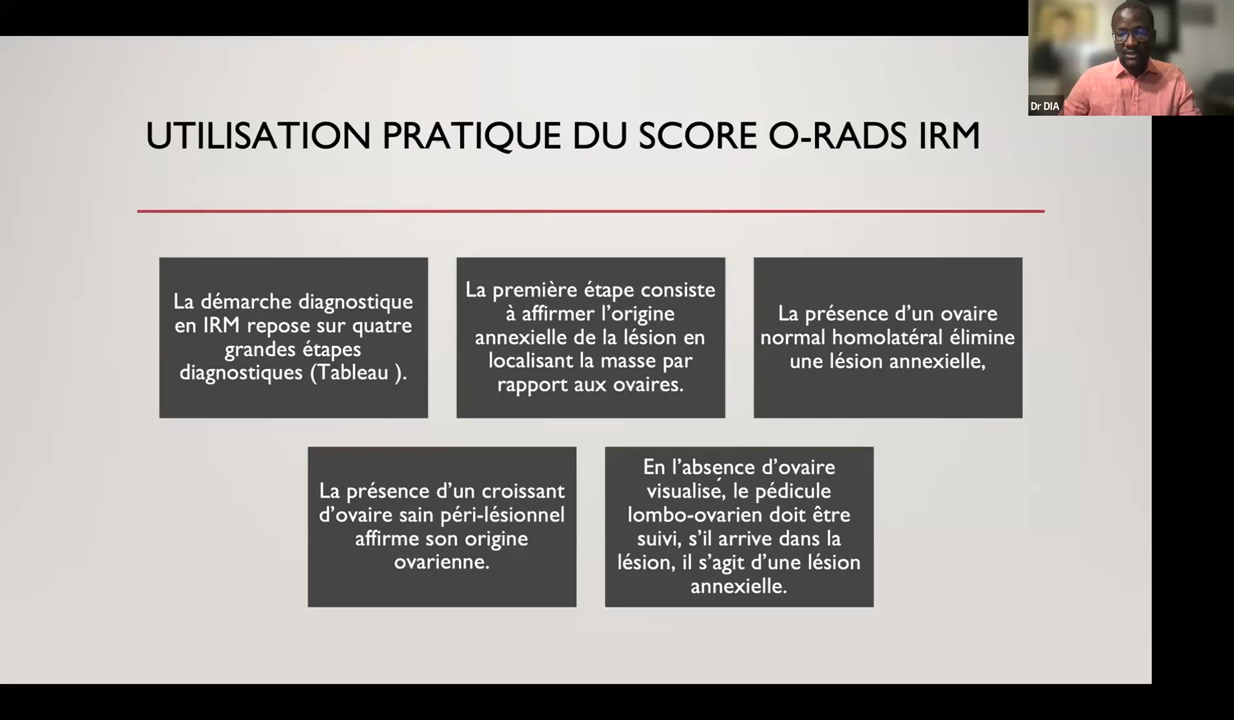 Dr DIA
UTILISATION PRATIQUE DU SCORE O-RADS IRM
La démarche diagnostique
en IRM repose sur quatre
grandes étapes
diagnostiques (Tableau ).
La première étape consiste
à affirmer l'origine
annexielle de la lésion en
localisant la masse par
rapport aux ovaires.
La présence d'un ovaire
normal homolatéral élimine
une lésion annexielle,
La présence d'un croissant
d'ovaire sain péri-lésionnel
affirme son origine
ovarienne.
En l'absence d'ovaire
visualisé, le pédicule
lombo-ovarien doit être
suivi, s'il arrive dans la
lésion, il s'agit d'une lésion
annexielle.